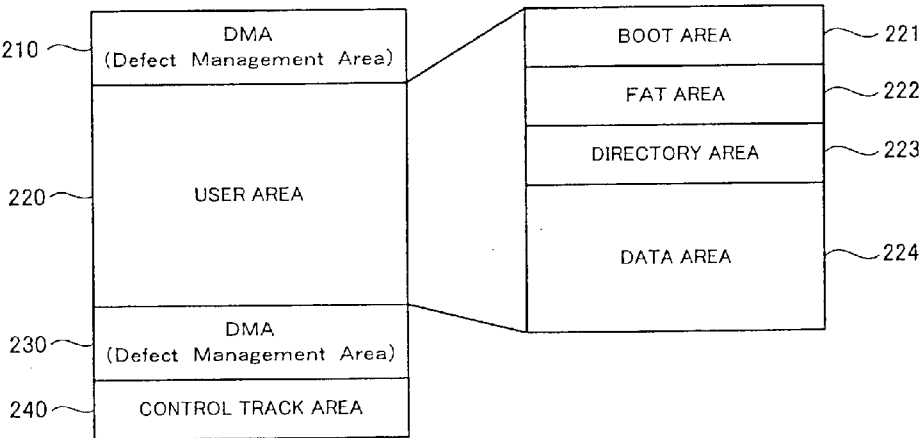 210
DMA
(Defect Management Area)
220
USER AREA
230
DMA
(Defect Management Area)
240
CONTROL TRACK AREA
BOOT AREA
221
FAT AREA
222
DIRECTORY AREA
223
DATA AREA
224